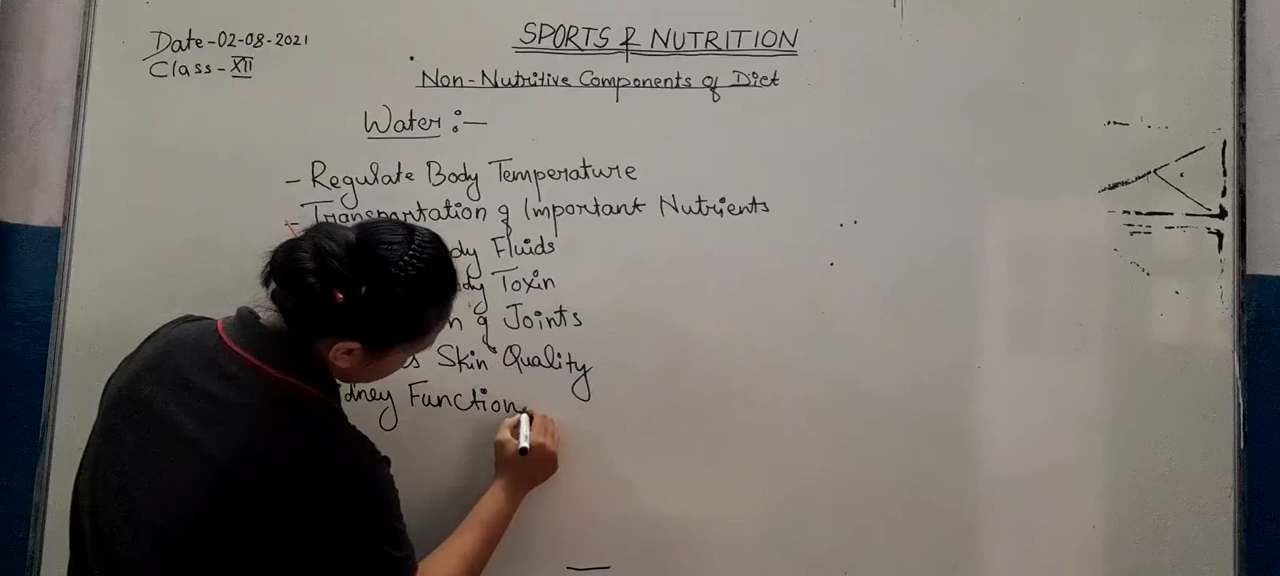 Date-02-08-2021
Class-XII
SPORTS & NUTRITION
Non-Nutritive Components of Diet
Water :-
- Regulate Body Temperature
- Transportation of Important Nutrients
Fluids
Toxin
of Joints
Skin Quality
Function